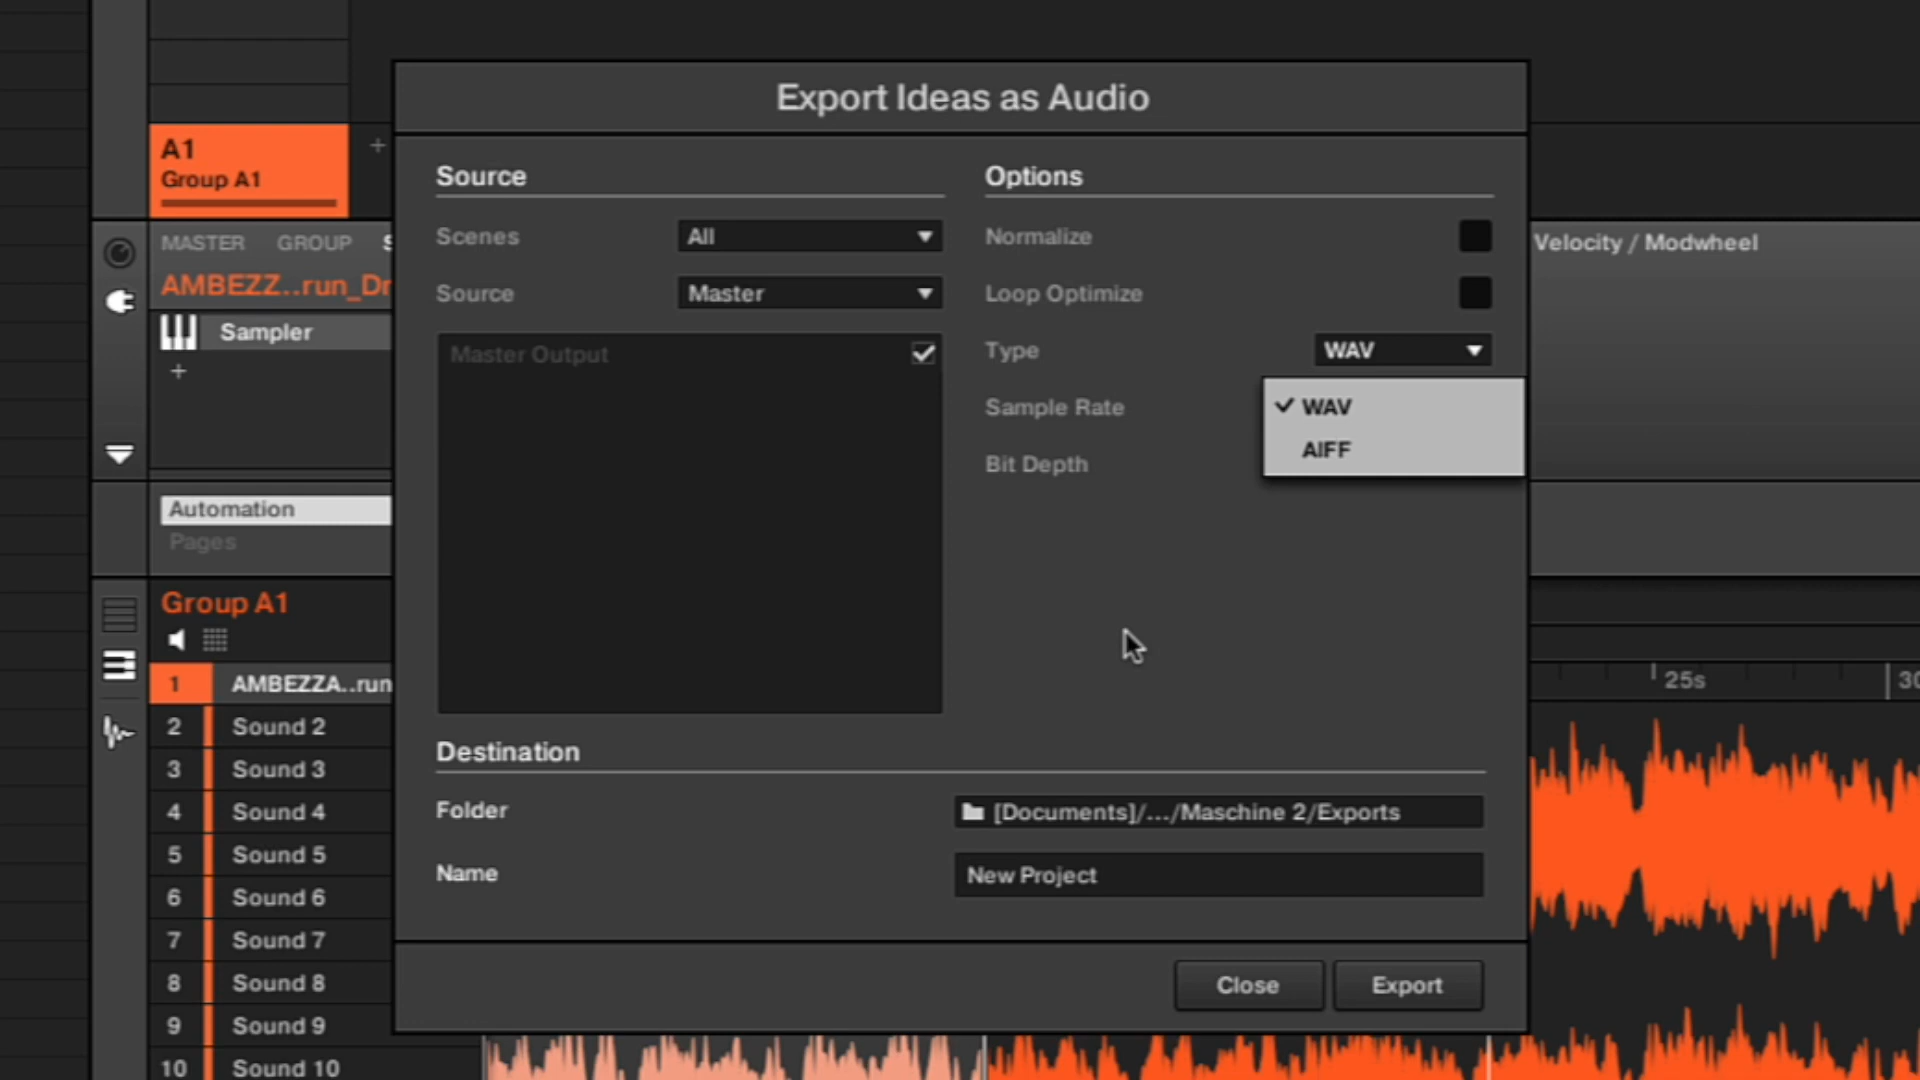 Export Ideas as Audio
A1
Group A1
+
Source
Options
Scenes
All
Normalize
Source
Master
Loop Optimize
Master Output
Type
WAV
Sample Rate
WAV
AIFF
Bit Depth
MASTER GROUP S
AMBEZZ..run_Dr
Sampler
+
Velocity / Modwheel
Automation
Pages
Group A1
1 AMBEZZA..run
2 Sound 2
3 Sound 3
4 Sound 4
5 Sound 5
6 Sound 6
7 Sound 7
8 Sound 8
9 Sound 9
10 Sound 10
25s
30
Destination
Folder
[Documents]/.../Maschine 2/Exports
Name
New Project
Close
Export